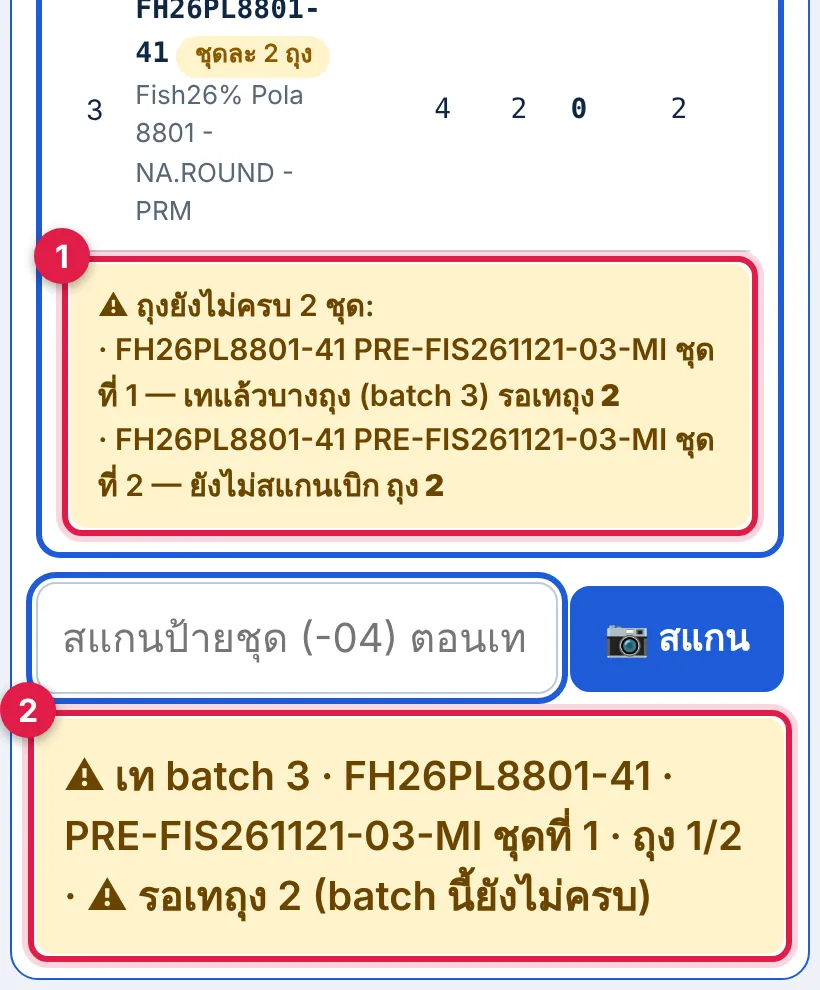 FH26PL8801-
41 ชุดละ 2 ถุง
3 Fish26% Pola 8801 - 4 2 0 2
NA.ROUND -
PRM
1
⚠ ถุงยังไม่ครบ 2 ชุด:
· FH26PL8801-41 PRE-FIS261121-03-MI ชุด
ที่ 1 — เทแล้วบางถุง (batch 3) รอเทถุง 2
· FH26PL8801-41 PRE-FIS261121-03-MI ชุด
ที่ 2 — ยังไม่สแกนเบิก ถุง 2
สแกนป้ายชุด (-04) ตอนเท
📷 สแกน
2
⚠ เท batch 3 · FH26PL8801-41 ·
PRE-FIS261121-03-MI ชุดที่ 1 · ถุง 1/2
· ⚠ รอเทถุง 2 (batch นี้ยังไม่ครบ)